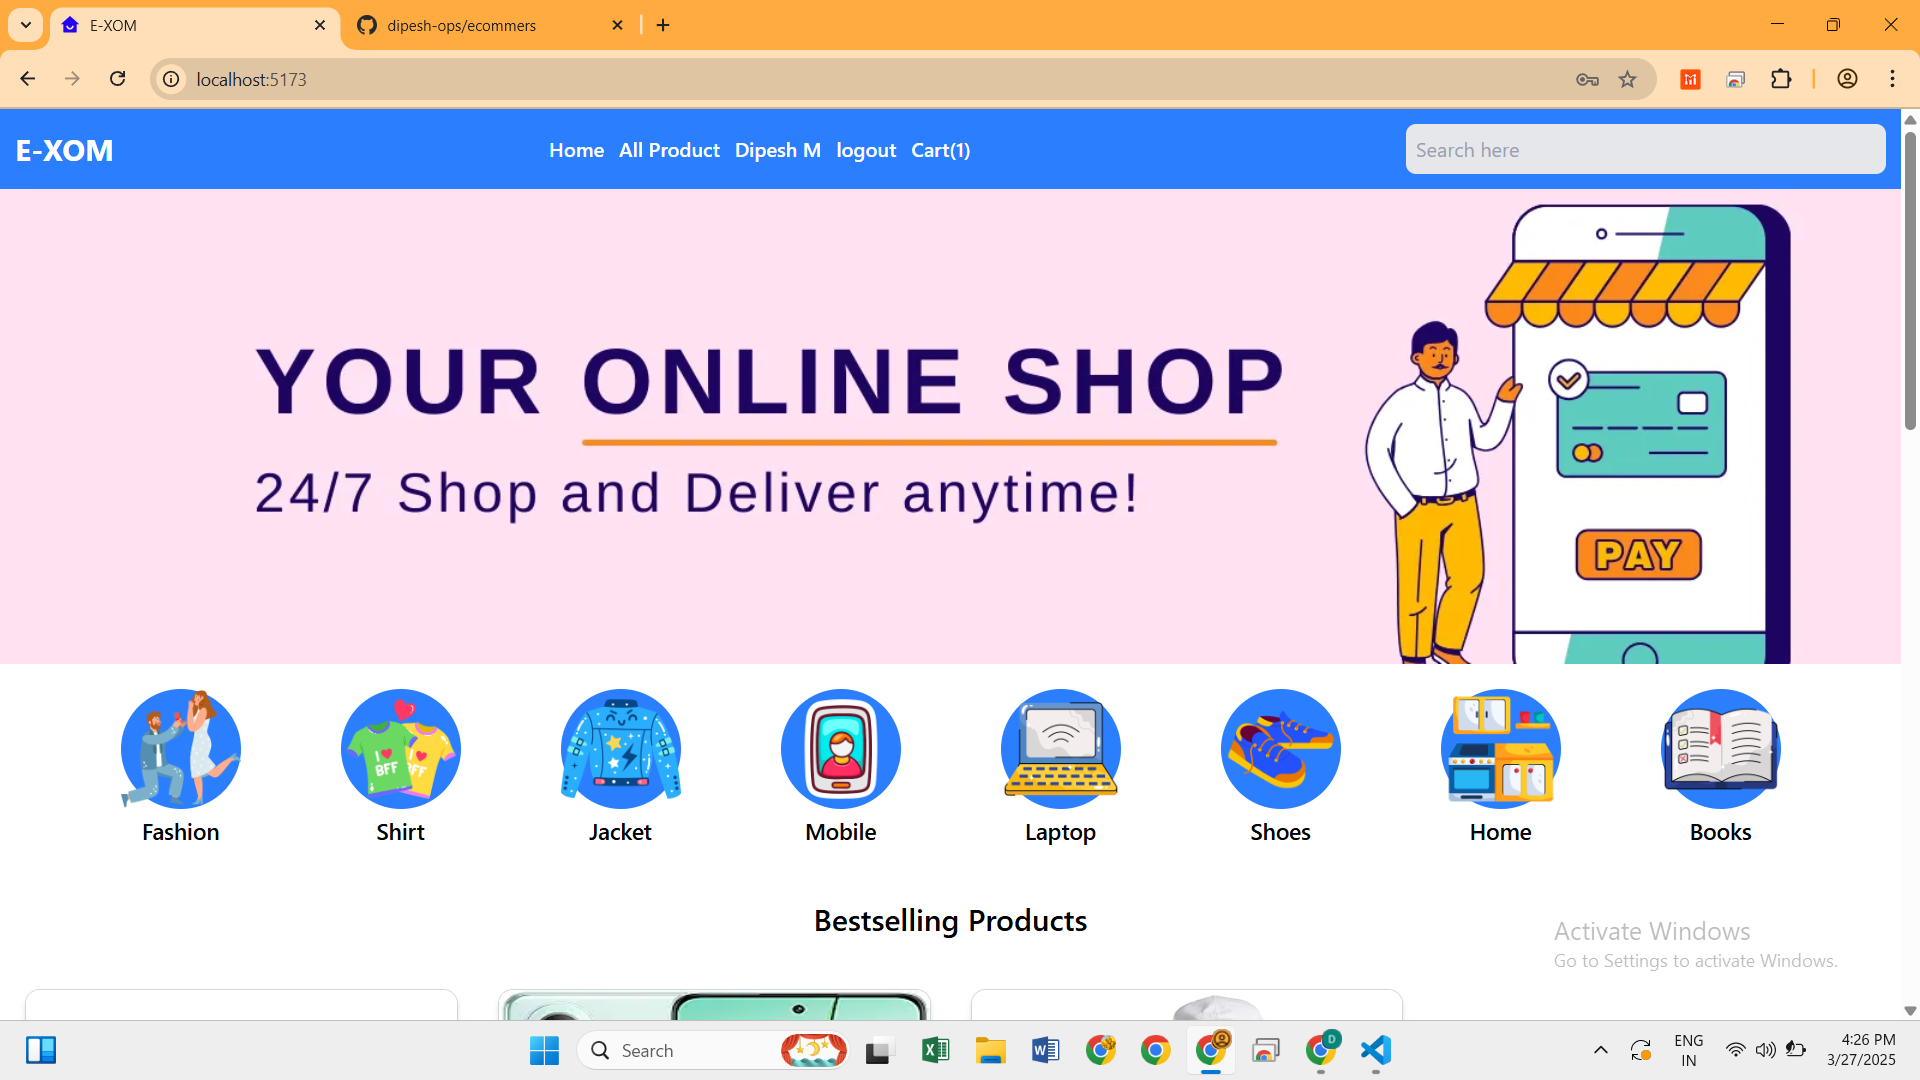 E-XOM
dipesh-ops/ecommers
localhost:5173
E-XOM
Home All Product Dipesh M logout Cart(1)
Search here
YOUR ONLINE SHOP
24/7 Shop and Deliver anytime!
PAY
I
BFF
BFF
Fashion Shirt Jacket Mobile Laptop Shoes Home Books
Bestselling Products
Activate Windows
Go to Settings to activate Windows.
Search
D
ENG
IN
4:26 PM
3/27/2025